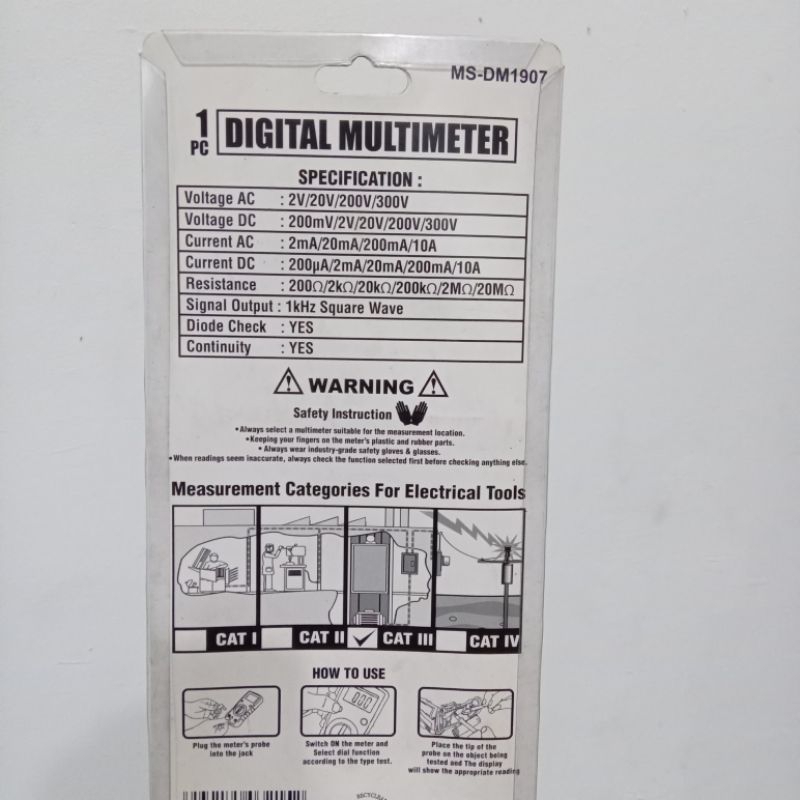 MS-DM1907
1 PC DIGITAL MULTIMETER
SPECIFICATION :
Voltage AC : 2V/20V/200V/300V
Voltage DC : 200mV/2V/20V/200V/300V
Current AC : 2mA/20mA/200mA/10A
Current DC : 200µA/2mA/20mA/200mA/10A
Resistance : 200Ω/2kΩ/20kΩ/200kΩ/2MΩ/20MΩ
Signal Output : 1kHz Square Wave
Diode Check : YES
Continuity : YES
WARNING
Safety Instruction
•Always select a multimeter suitable for the measurement location.
•Keeping your fingers on the meter's plastic and rubber parts.
• Always wear industry-grade safety gloves & glasses.
•When readings seem inaccurate, always check the function selected first before checking anything else.
Measurement Categories For Electrical Tools
CAT I CAT II CAT III CAT IV
HOW TO USE
000
Plug the meter's probe
into the jack
Switch ON the meter and
Select dial function
according to the type test.
Place the tip of the
probe on the object being
tested and The display
will show the appropriate reading